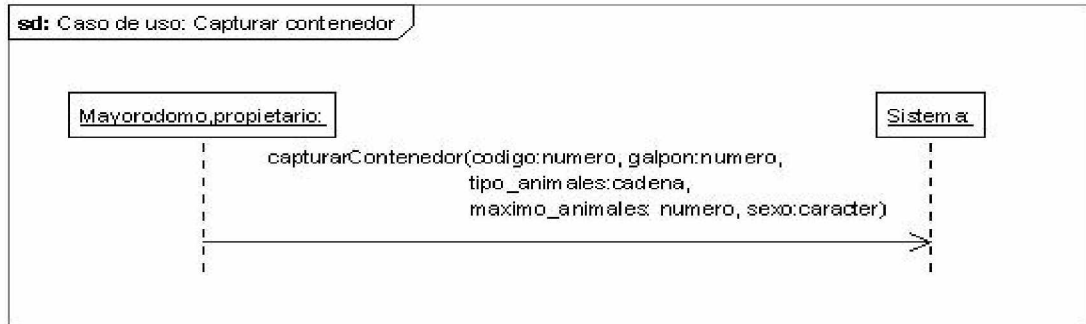 sd: Caso de uso: Capturar contenedor
Mayorodomo,propietario:
Sistema:
capturarContenedor(codigo:numero, galpon:numero,
tipo_animales:cadena,
maximo_animales: numero, sexo:caracter)